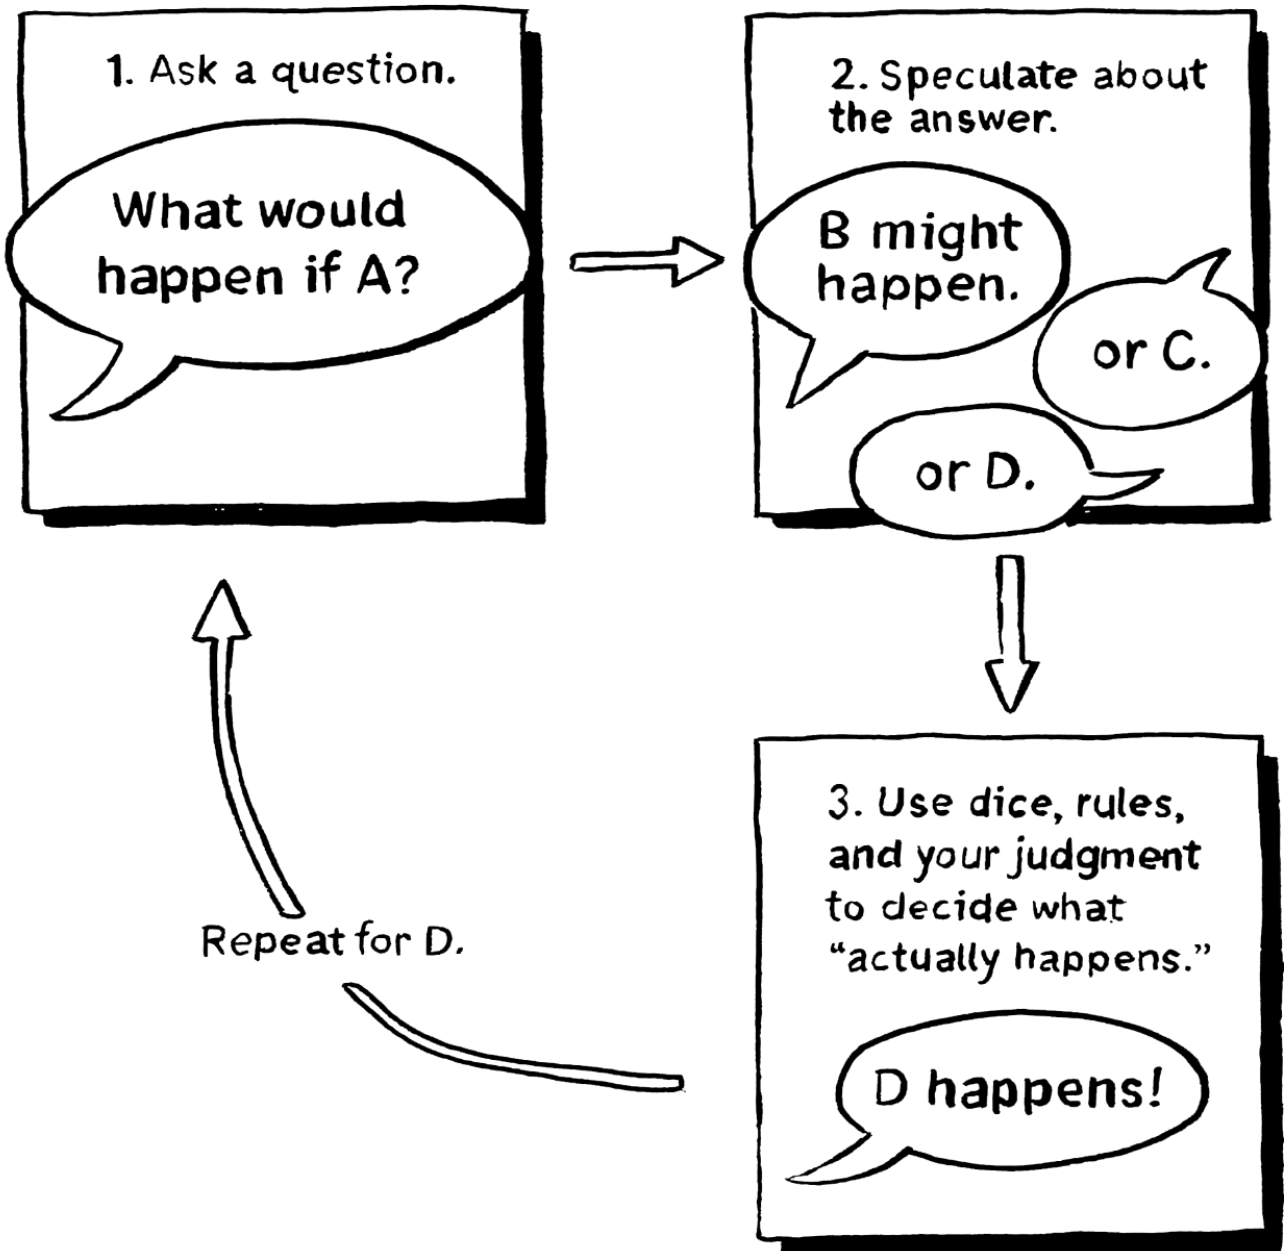 1. Ask a question.
What would
happen if A?
2. Speculate about
the answer.
B might
happen.
or C.
or D.
3. Use dice, rules,
and your judgment
to decide what
“actually happens.”
D happens!
Repeat for D.